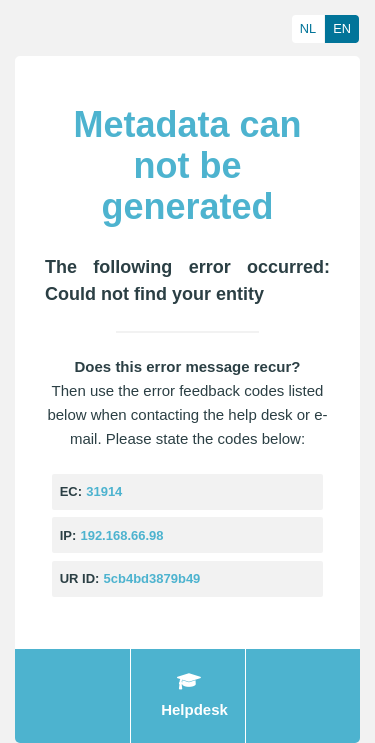 NL EN
Metadata can
not be
generated
The following error occurred:
Could not find your entity
Does this error message recur?
Then use the error feedback codes listed
below when contacting the help desk or e-
mail. Please state the codes below:
EC: 31914
IP: 192.168.66.98
UR ID: 5cb4bd3879b49
Helpdesk